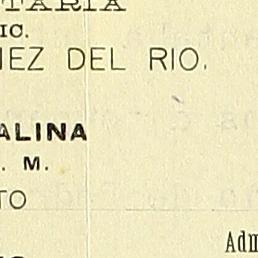 TARIA
IC.
NEZ DEL RIO.
ALINA
. M.
TO
Adm